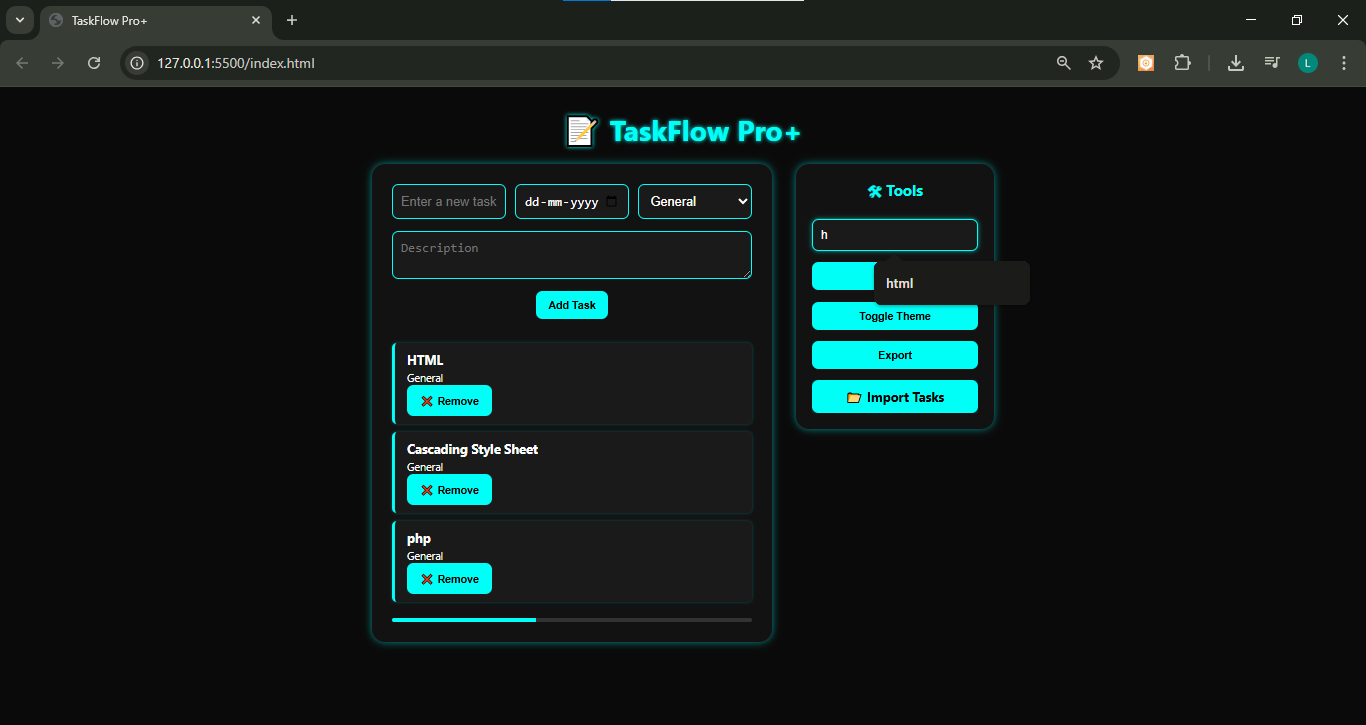 TaskFlow Pro+
127.0.0.1:5500/index.html
L
📝 TaskFlow Pro+
Enter a new task
dd-mm-yyyy
General
Description
Add Task
HTML
General
❌ Remove
Cascading Style Sheet
General
❌ Remove
php
General
❌ Remove
🛠 Tools
h
html
Toggle Theme
Export
📂 Import Tasks